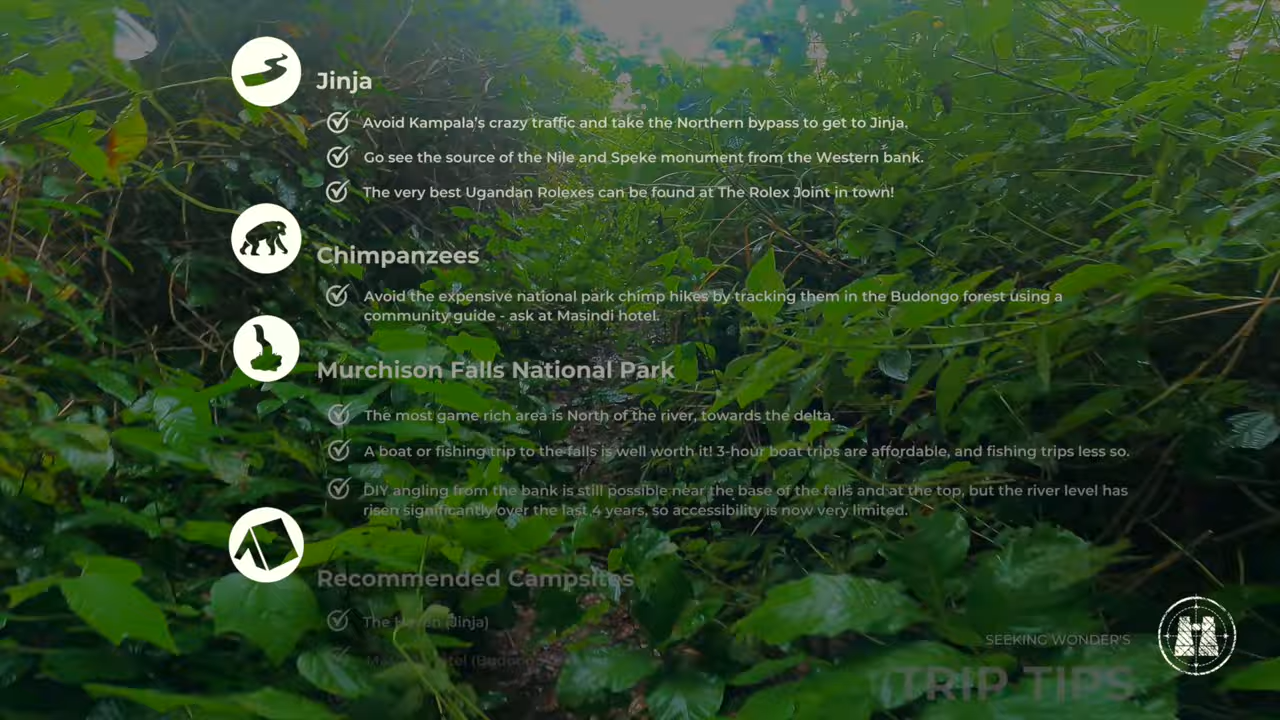 Jinja
Avoid Kampala's crazy traffic and take the Northern bypass to get to Jinja.
Go see the source of the Nile and Speke monument from the Western bank.
The very best Ugandan Rolexes can be found at The Rolex Joint in town!
Chimpanzees
Avoid the expensive national park chimp hikes by tracking them in the Budongo forest using a
community guide - ask at Masindi hotel.
Murchison Falls National Park
The most game rich area is North of the river, towards the delta.
A boat or fishing trip to the falls is well worth it! 3-hour boat trips are affordable, and fishing trips less so.
DIY angling from the bank is still possible near the base of the falls and at the top, but the river level has
risen significantly over the last 4 years, so accessibility is now very limited.
Recommended Campsites
The Haven (Jinja)
SEEKING WONDER'S
TRIP TIPS